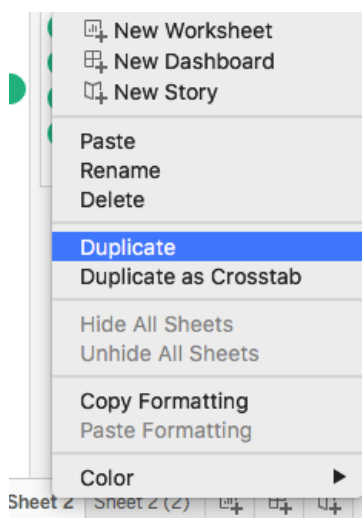 New Worksheet
New Dashboard
New Story
Paste
Rename
Delete
Duplicate
Duplicate as Crosstab
Hide All Sheets
Unhide All Sheets
Copy Formatting
Paste Formatting
Color
Sheet 2 Sheet 2 (2)